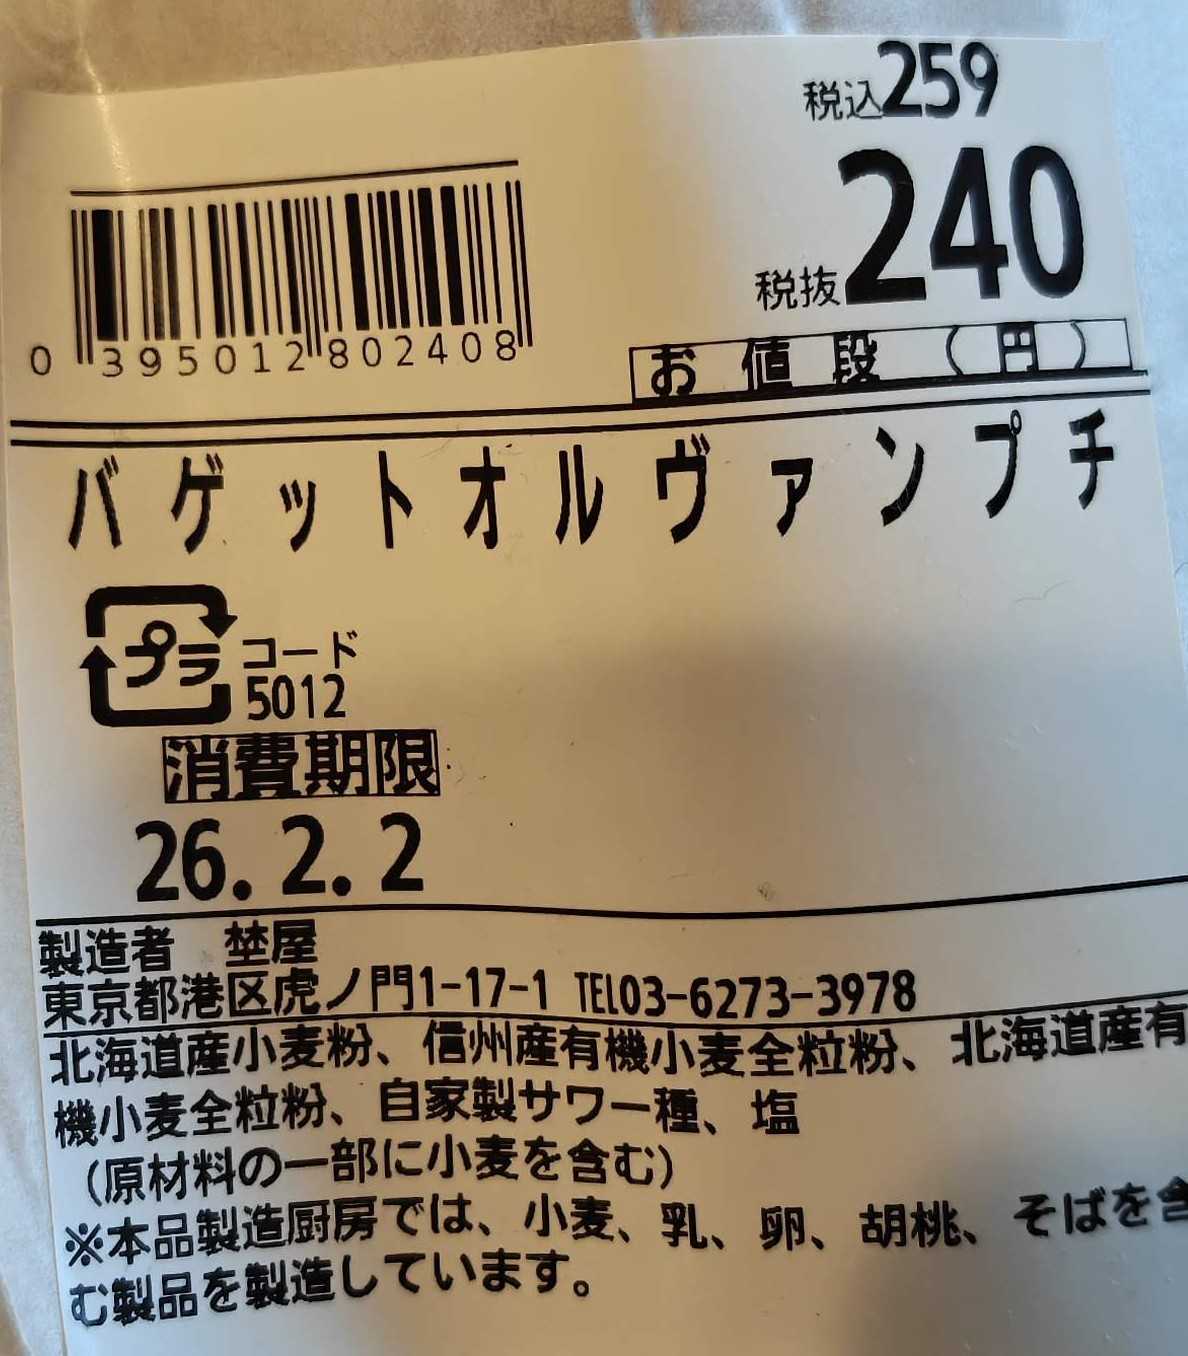 税込259
税抜240
お値段(円)
0 395012 802408
バゲットオルヴァンプチ
プラ
コード
5012
消費期限
26.2.2
製造者 埜屋
東京都港区虎ノ門1-17-1 TEL03-6273-3978
北海道産小麦粉、信州産有機小麦全粒粉、北海道産有
機小麦全粒粉、自家製サワー種、塩
(原材料の一部に小麦を含む)
※本品製造厨房では、小麦、乳、卵、胡桃、そばを含
む製品を製造しています。